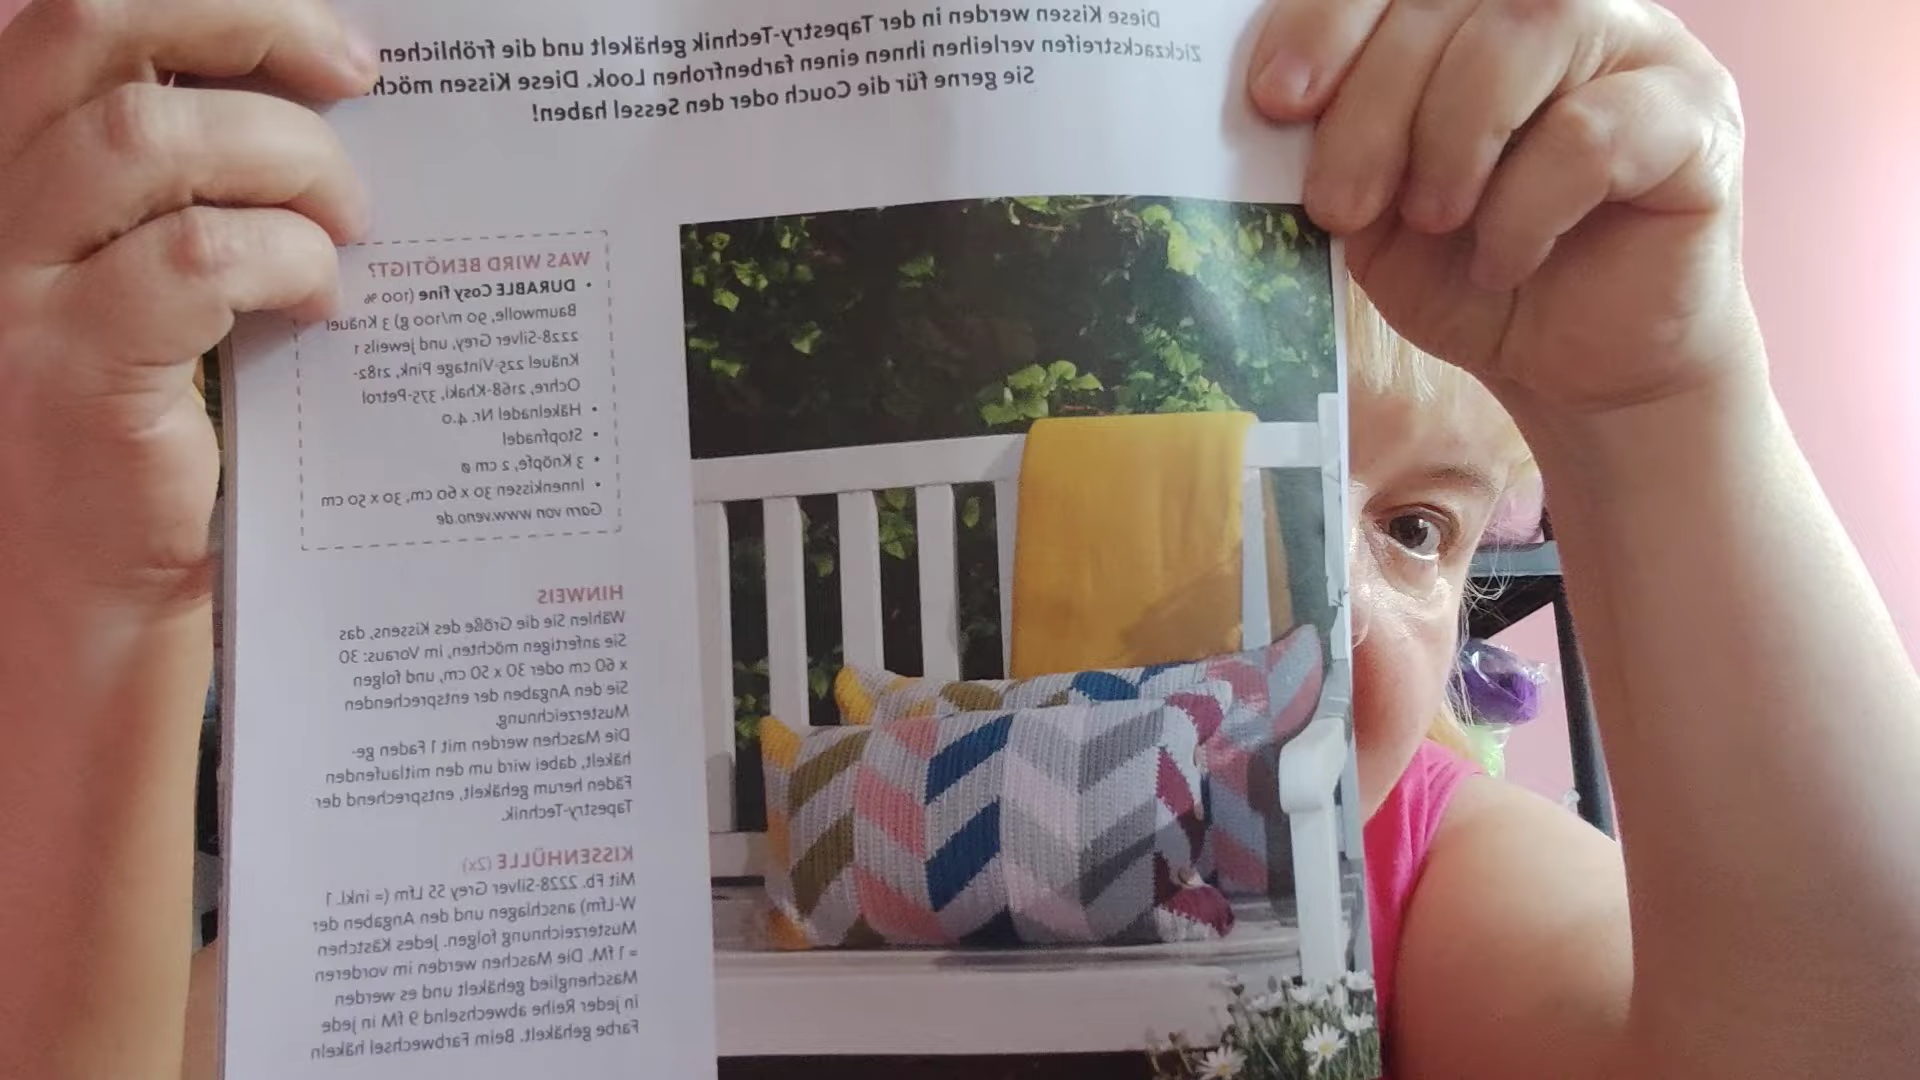 Diese Kissen werden in der Tapestry-Technik gehäkelt und die fröhlichen
Zickzackstreifen verleihen ihnen einen farbenfrohen Look. Diese Kissen
Sie gerne für die Couch oder den Sessel haben!
WAS WIRD BENÖTIGT?
• DURABLE Cosy fine (100 %
Baumwolle, 90 m/100 g) 3 Knäuel
2228-Silver Grey, und jeweils 1
Knäuel 225-Vintage Pink, 2182-
Ochre, 2168-Khaki, 375-Petrol
• Häkelnadel Nr. 4.0
• Stopfnadel
• 3 Knöpfe, 2 cm ø
• Innenkissen 30 x 60 cm, 30 x 50 cm
Garn von www.veno.de
HINWEIS
Wählen Sie die Größe des Kissens, das
Sie anfertigen möchten, im Voraus: 30
x 60 cm oder 30 x 50 cm, und folgen
Sie den Angaben der entsprechenden
Musterzeichnung.
Die Maschen werden mit 1 Faden ge-
häkelt, dabei wird um den mitlaufenden
Fäden herum gehäkelt, entsprechend der
Tapestry-Technik.
KISSENHÜLLE (2x)
Mit Fb. 2228-Silver Grey 55 Lfm (= inkl. 1
W-Lfm) anschlagen und den Angaben der
Musterzeichnung folgen. Jedes Kästchen
= 1 fM. Die Maschen werden im vorderen
Maschenglied gehäkelt und es werden
in jeder Reihe abwechselnd 9 fM in jede
Farbe gehäkelt. Beim Farbwechsel häkeln